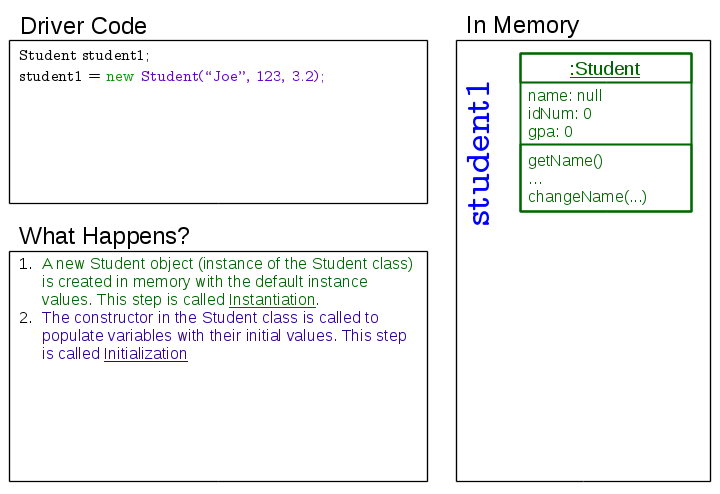 Driver Code
Student student1;
student1 = new Student(“Joe”, 123, 3.2);
What Happens?
1. A new Student object (instance of the Student class)
is created in memory with the default instance
values. This step is called Instantiation.
2. The constructor in the Student class is called to
populate variables with their initial values. This step
is called Initialization
In Memory
student1
:Student
name: null
idNum: 0
gpa: 0
getName()
...
changeName(...)